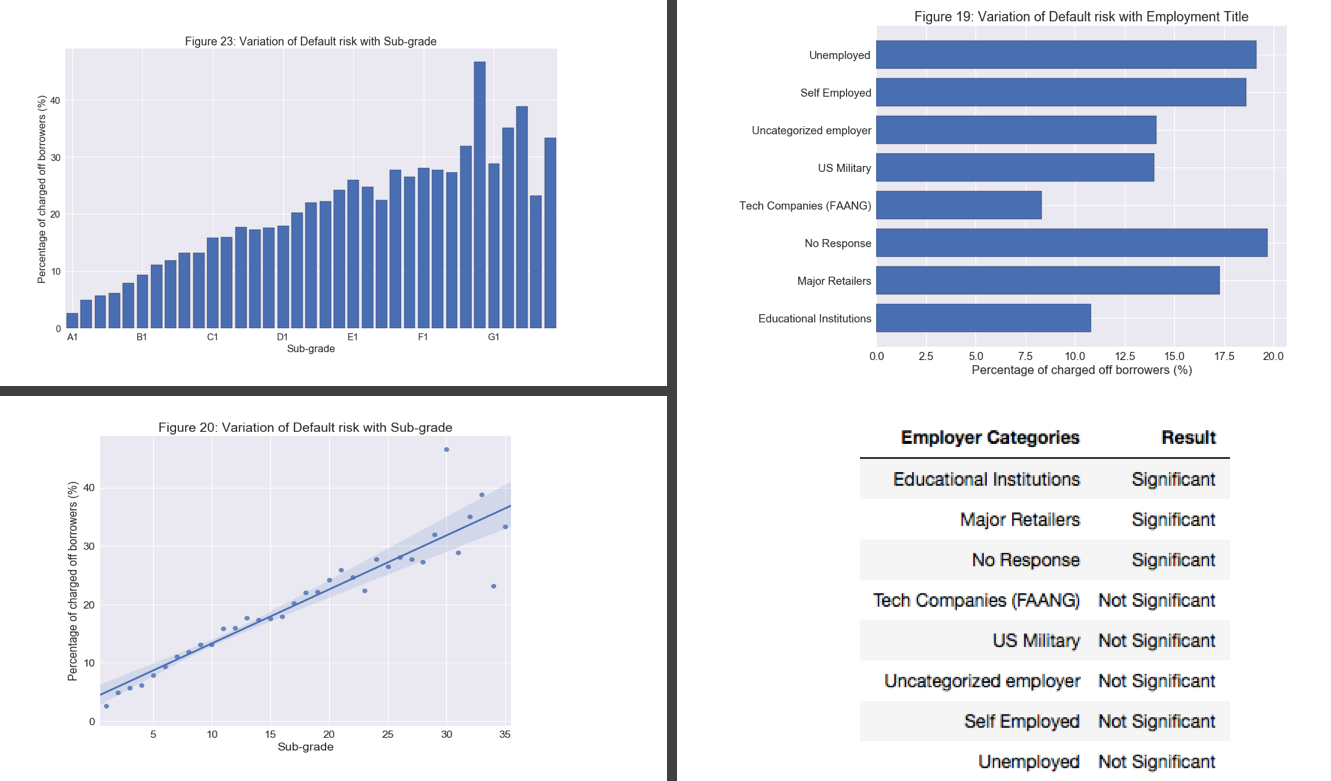 Figure 23: Variation of Default risk with Sub-grade
Percentage of charged off borrowers (%)
40
30
20
10
0
A1 B1 C1 D1 E1 F1 G1
Sub-grade
Figure 19: Variation of Default risk with Employment Title
Unemployed
Self Employed
Uncategorized employer
US Military
Tech Companies (FAANG)
No Response
Major Retailers
Educational Institutions
0.0 2.5 5.0 7.5 10.0 12.5 15.0 17.5 20.0
Percentage of charged off borrowers (%)
Figure 20: Variation of Default risk with Sub-grade
Percentage of charged off borrowers (%)
40
30
20
10
0
5 10 15 20 25 30 35
Sub-grade
Employer Categories Result
Educational Institutions Significant
Major Retailers Significant
No Response Significant
Tech Companies (FAANG) Not Significant
US Military Not Significant
Uncategorized employer Not Significant
Self Employed Not Significant
Unemployed Not Significant